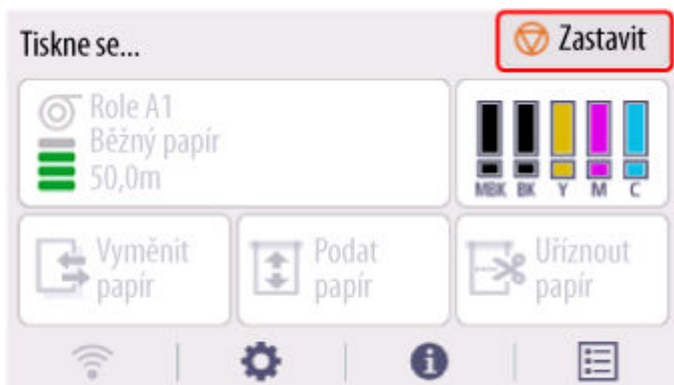 Tiskne se...
Zastavit
Role A1
Běžný papír
50,0m
MBK BK Y M C
Vyměnit
papír
Podat
papír
Uříznout
papír